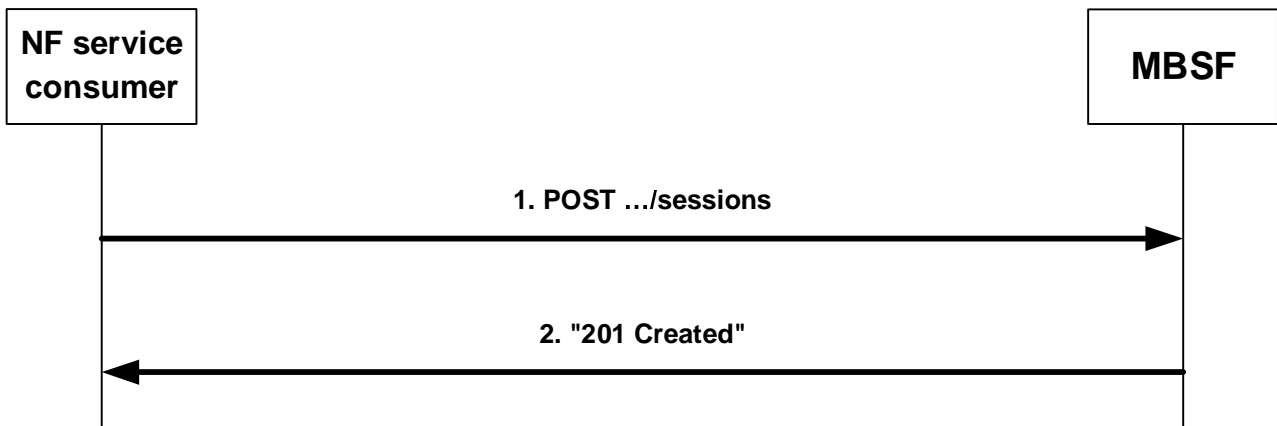 NF service
consumer
MBSF
1. POST …/sessions
2. "201 Created"